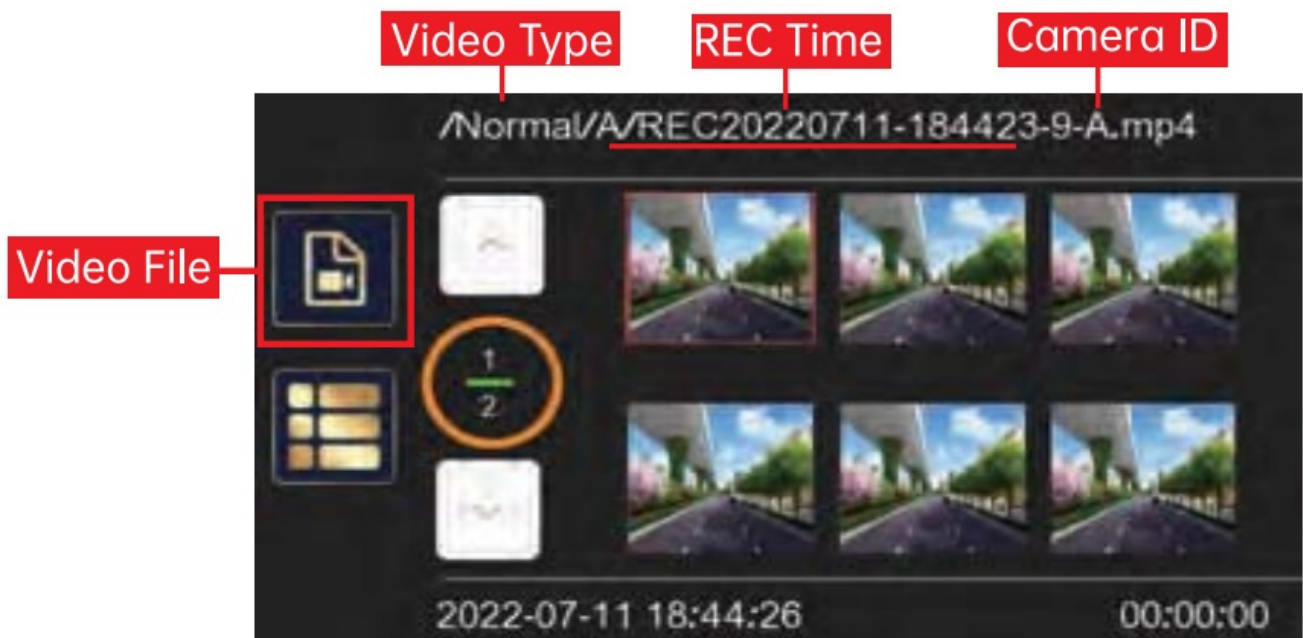 Video Type REC Time Camera ID
/Normal/A/REC20220711-184423-9-A.mp4
Video File
1
2
2022-07-11 18:44:26 00:00:00